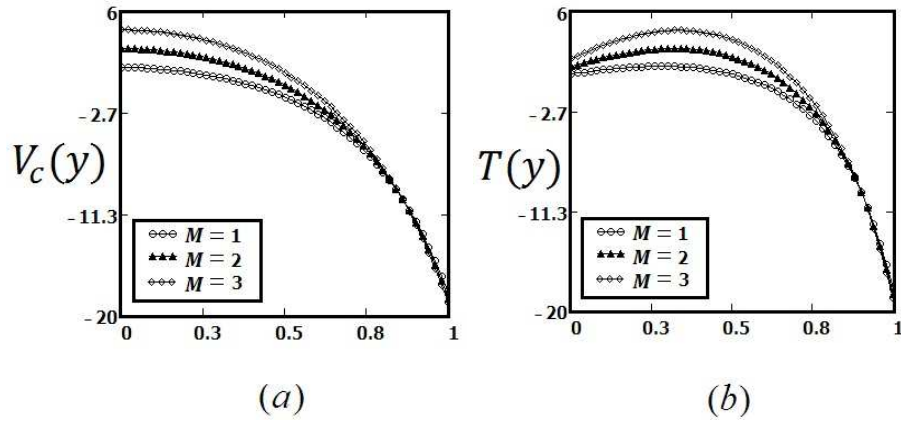 6
-2.7
-11.3
-20
V_c(y)
M = 1
M = 2
M = 3
0
0.3
0.5
0.8
1
(a)
6
-2.7
-11.3
-20
T(y)
M = 1
M = 2
M = 3
0
0.3
0.5
0.8
1
(b)